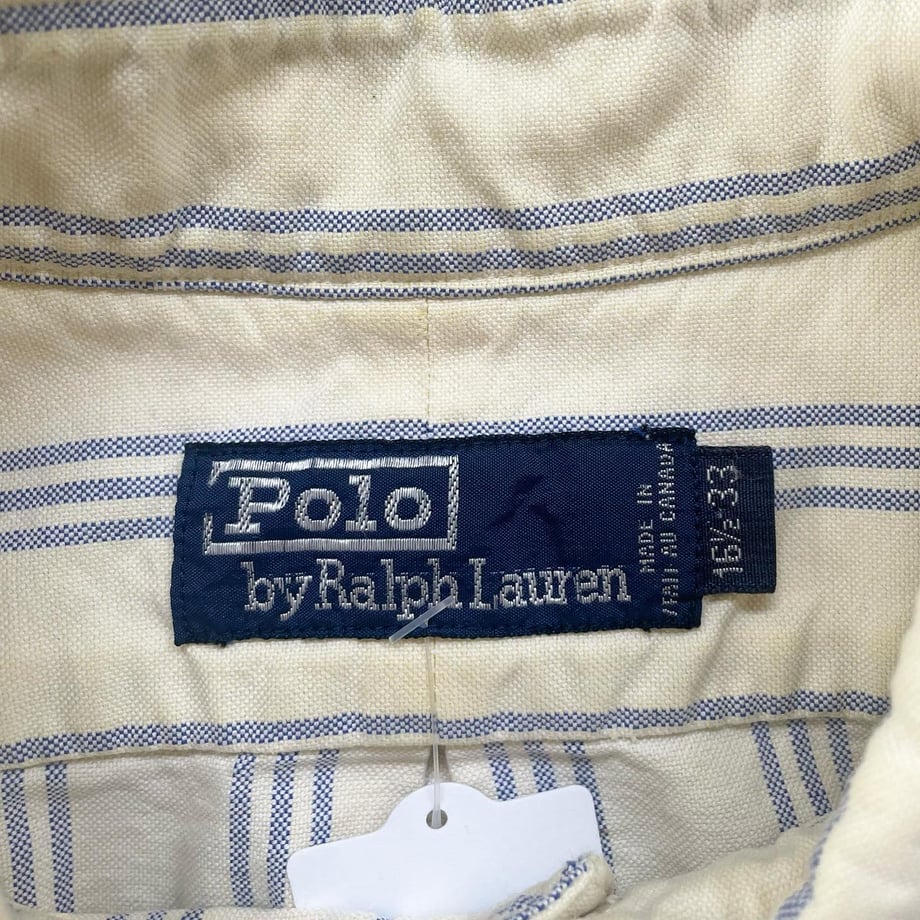 Polo
by Ralph Lauren
MADE IN
FAIT AU CANADA
16½-33